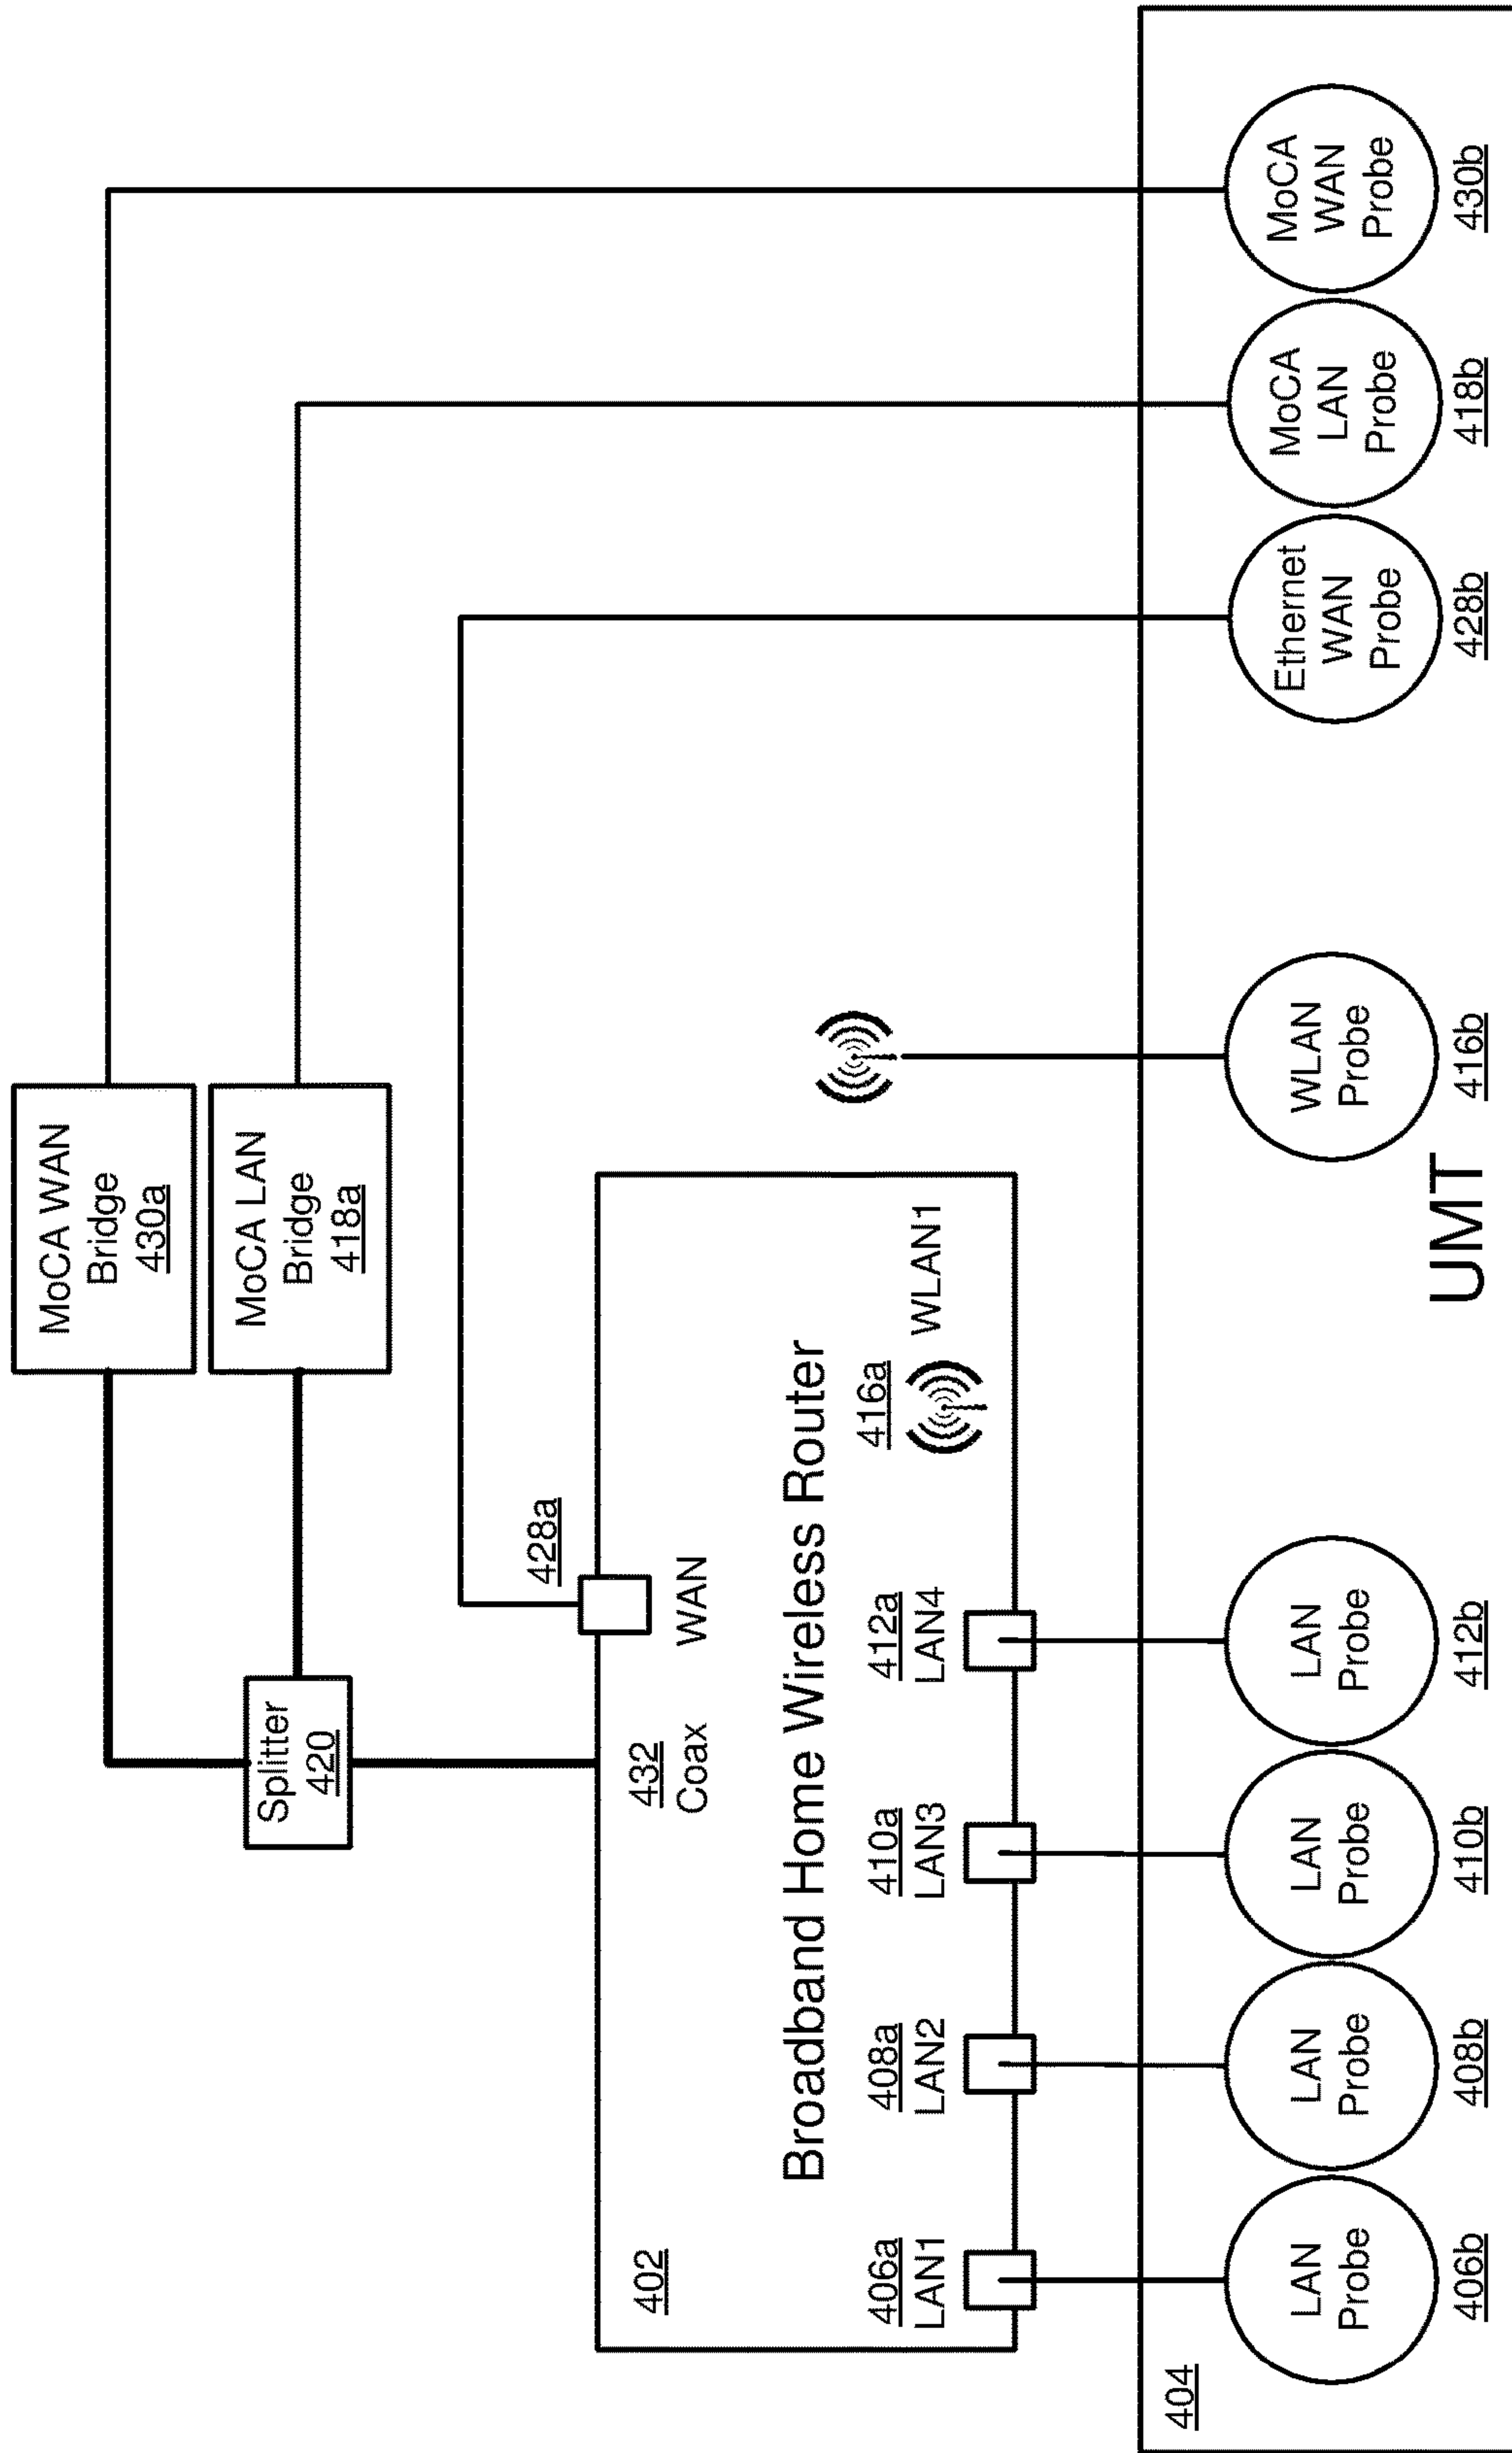 MoCA WAN
Bridge
430a
MoCA LAN
Bridge
418a
Splitter
420
428a
WAN
432
Coax
402
Broadband Home Wireless Router
406a
LAN1
408a
LAN2
410a
LAN3
412a
LAN4
416a
WLAN1
404
LAN
Probe
406b
LAN
Probe
408b
LAN
Probe
410b
LAN
Probe
412b
WLAN
Probe
416b
Ethernet
WAN
Probe
428b
MoCA
LAN
Probe
418b
MoCA
WAN
Probe
430b
UMT